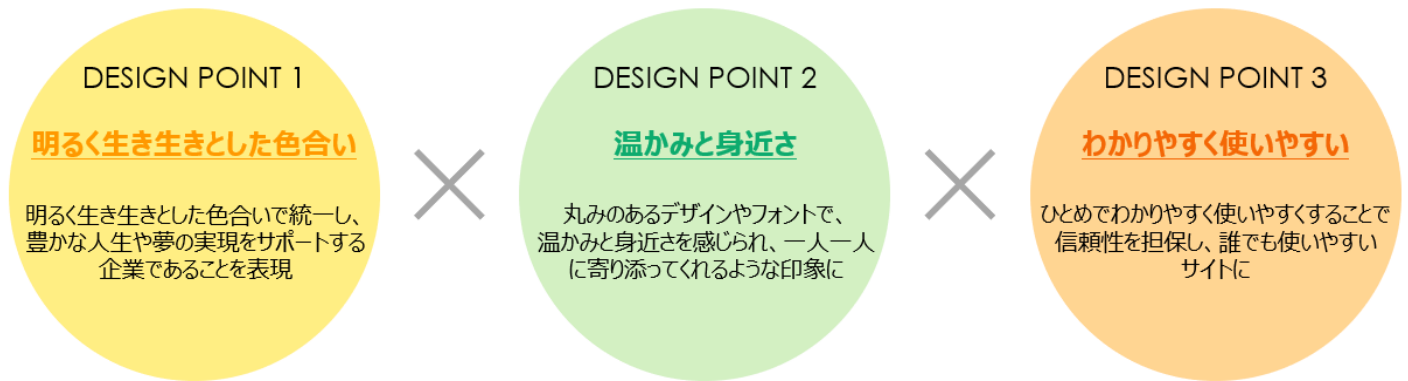 DESIGN POINT 1
明るく生き生きとした色合い
明るく生き生きとした色合いで統一し、
豊かな人生や夢の実現をサポートする
企業であることを表現
DESIGN POINT 2
温かみと身近さ
丸みのあるデザインやフォントで、
温かみと身近さを感じられ、一人一人
に寄り添ってくれるような印象に
DESIGN POINT 3
わかりやすく使いやすい
ひとめでわかりやすく使いやすくすることで
信頼性を担保し、誰でも使いやすい
サイトに